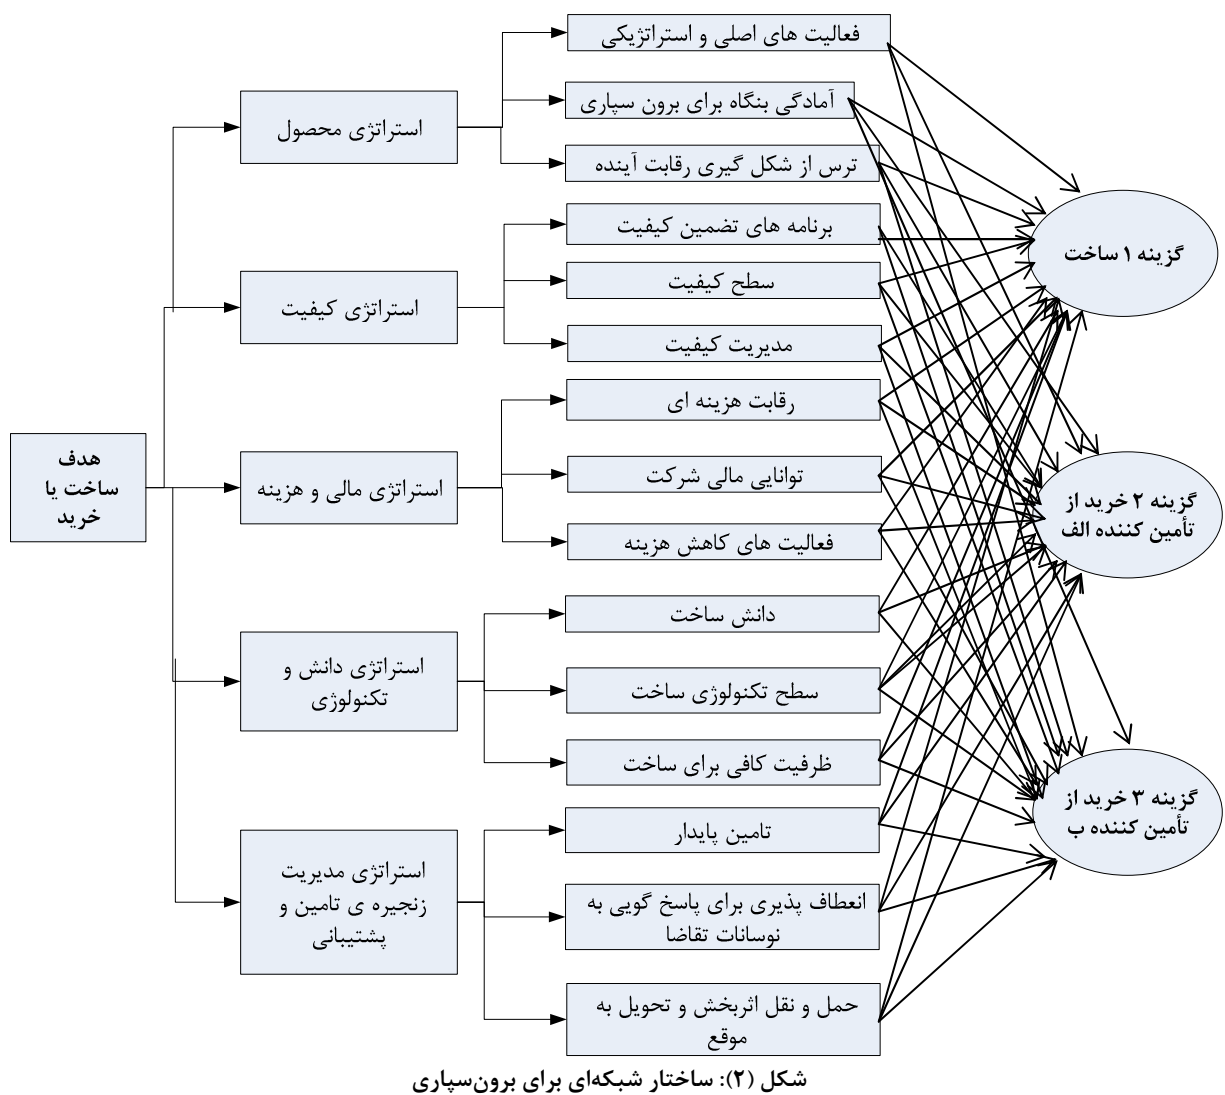 هدف
ساخت یا
خرید
استراتژی محصول
استراتژی کیفیت
استراتژی مالی و هزینه
استراتژی دانش و
تکنولوژی
استراتژی مدیریت
زنجیره ی تامین و
پشتیبانی
فعالیت های اصلی و استراتژیکی
آمادگی بنگاه برای برون سپاری
ترس از شکل گیری رقابت آینده
برنامه های تضمین کیفیت
سطح کیفیت
مدیریت کیفیت
رقابت هزینه ای
توانایی مالی شرکت
فعالیت های کاهش هزینه
دانش ساخت
سطح تکنولوژی ساخت
ظرفیت کافی برای ساخت
تامین پایدار
انعطاف پذیری برای پاسخ گویی به
نوسانات تقاضا
حمل و نقل اثربخش و تحویل به
موقع
گزینه ۱ ساخت
گزینه ۲ خرید از
تأمین کننده الف
گزینه ۳ خرید از
تأمین کننده ب
شکل (۲): ساختار شبکه‌ای برای برون‌سپاری